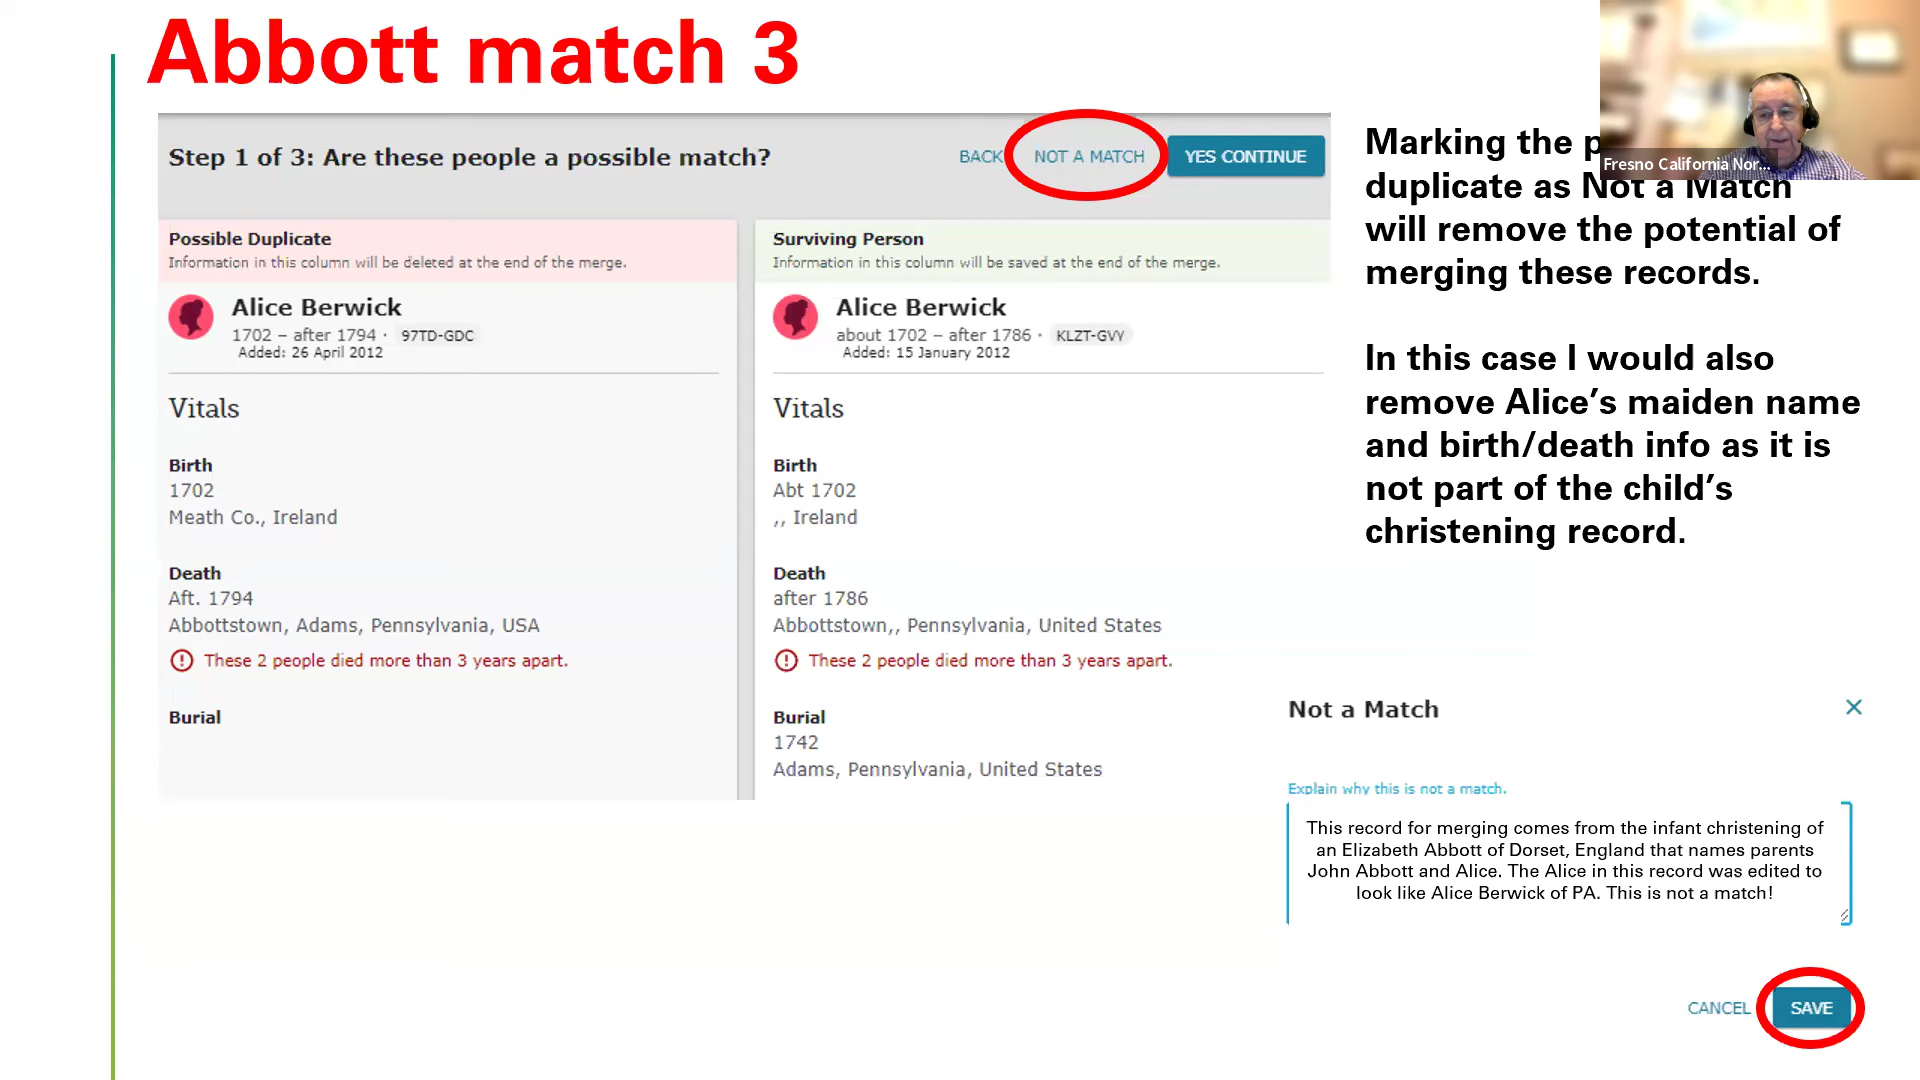 Abbott match 3
Step 1 of 3: Are these people a possible match?
BACK
NOT A MATCH
YES CONTINUE
Possible Duplicate
Information in this column will be deleted at the end of the merge.
Alice Berwick
1702 – after 1794 · 97TD-GDC
Added: 26 April 2012
Vitals
Birth
1702
Meath Co., Ireland
Death
Aft. 1794
Abbottstown, Adams, Pennsylvania, USA
These 2 people died more than 3 years apart.
Burial
Surviving Person
Information in this column will be saved at the end of the merge.
Alice Berwick
about 1702 – after 1786 · KLZT-GVY
Added: 15 January 2012
Vitals
Birth
Abt 1702
,, Ireland
Death
after 1786
Abbottstown,, Pennsylvania, United States
These 2 people died more than 3 years apart.
Burial
1742
Adams, Pennsylvania, United States
Fresno California Nor...
Marking the
duplicate as Not a Match
will remove the potential of
merging these records.
In this case I would also
remove Alice’s maiden name
and birth/death info as it is
not part of the child’s
christening record.
Not a Match
Explain why this is not a match.
This record for merging comes from the infant christening of
an Elizabeth Abbott of Dorset, England that names parents
John Abbott and Alice. The Alice in this record was edited to
look like Alice Berwick of PA. This is not a match!
CANCEL
SAVE